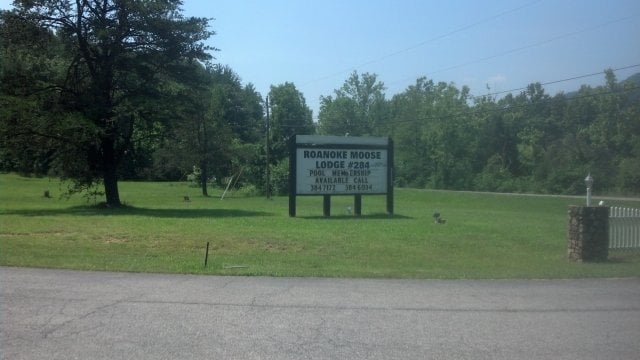 ROANOKE MOOSE
LODGE #284
POOL MEMBERSHIP
AVAILABLE CALL
384 7172 384 6034